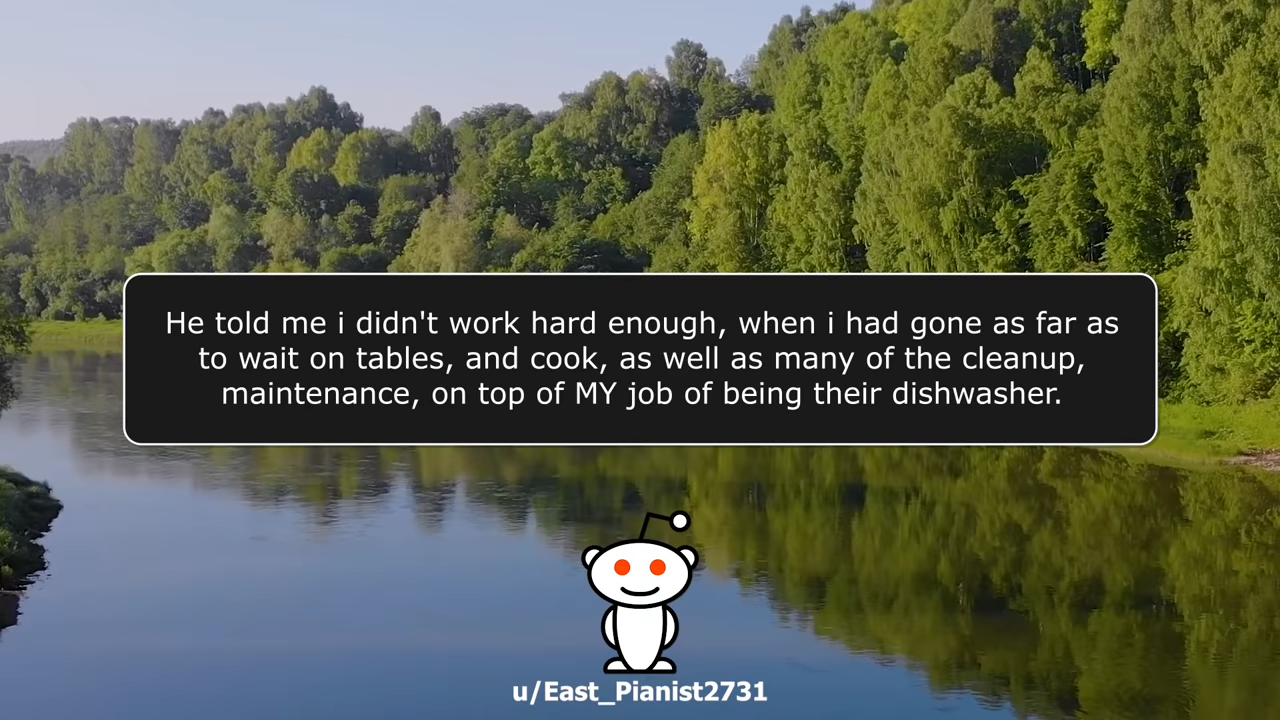 He told me i didn't work hard enough, when i had gone as far as
to wait on tables, and cook, as well as many of the cleanup,
maintenance, on top of MY job of being their dishwasher.
u/East_Pianist2731